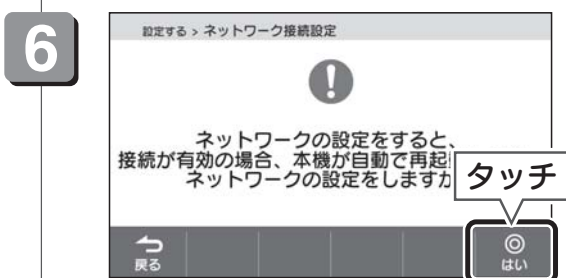 6
設定する > ネットワーク接続設定
!
ネットワークの設定をすると、
接続が有効の場合、本機が自動で再起
ネットワークの設定をしますか
タッチ
戻る
はい